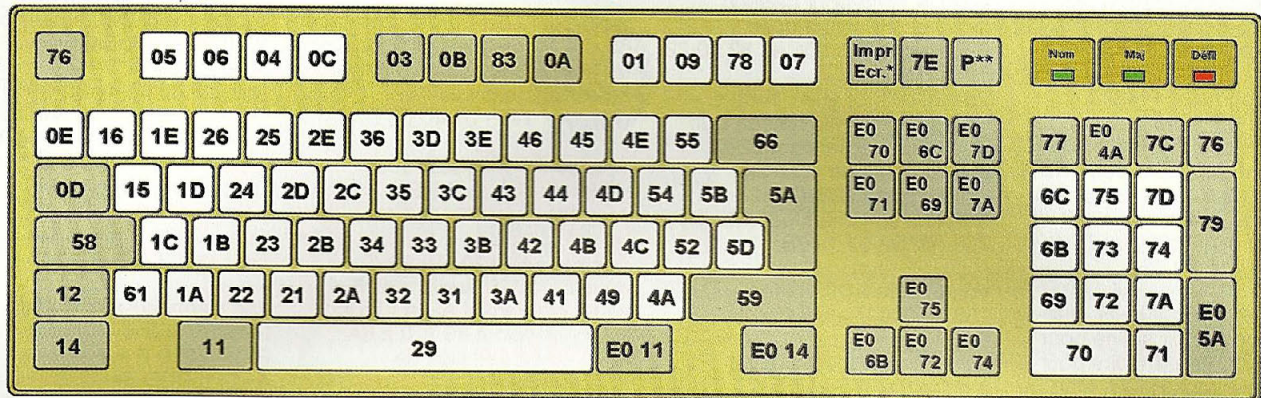 76 05 06 04 0C 03 0B 83 0A 01 09 78 07 Impr Ecr.* 7E P** Num Maj Défil
0E 16 1E 26 25 2E 36 3D 3E 46 45 4E 55 66 E0 70 E0 6C E0 7D 77 E0 4A 7C 76
0D 15 1D 24 2D 2C 35 3C 43 44 4D 54 5B 5A E0 71 E0 69 E0 7A 6C 75 7D 79
58 1C 1B 23 2B 34 33 3B 42 4B 4C 52 5D 6B 73 74
12 61 1A 22 21 2A 32 31 3A 41 49 4A 59 E0 75 69 72 7A E0 5A
14 11 29 E0 11 E0 14 E0 6B E0 72 E0 74 70 71